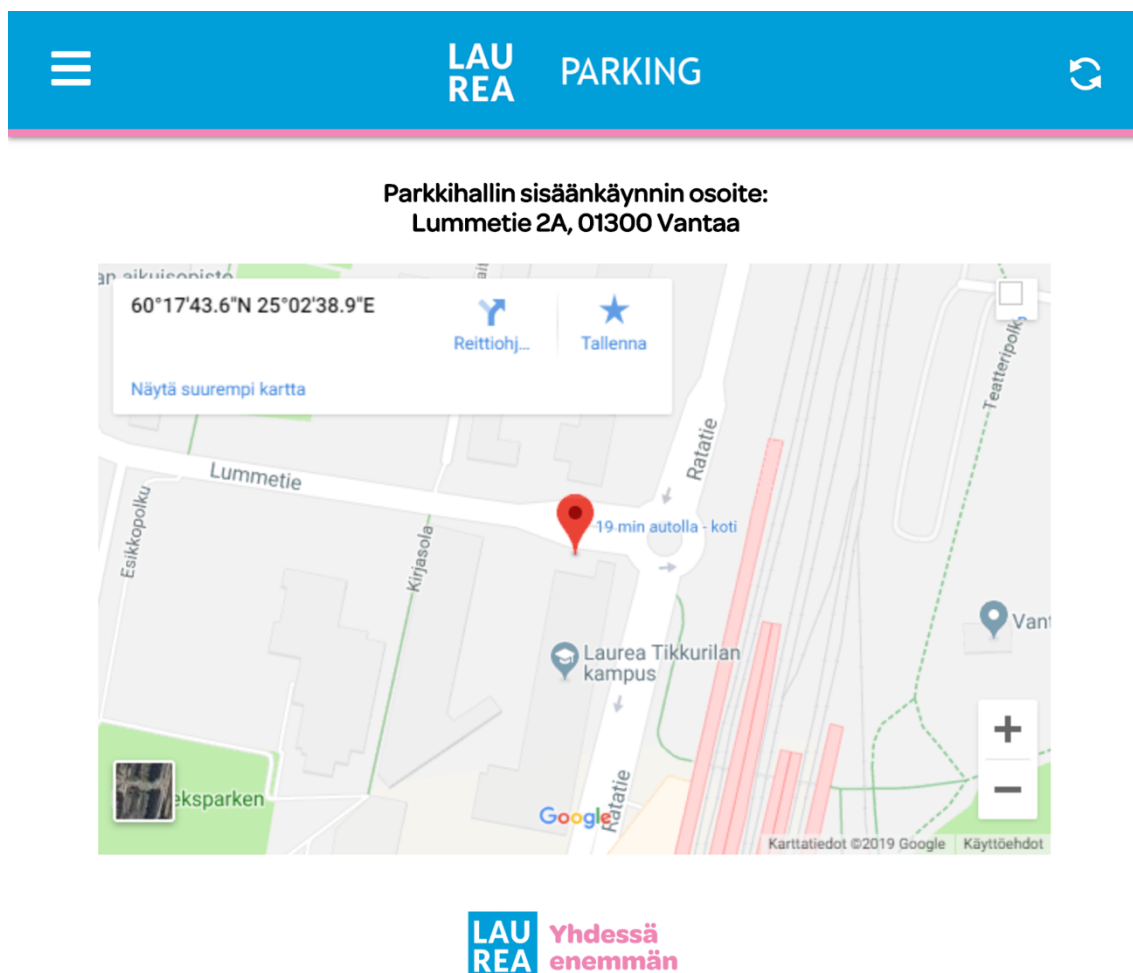 LAU
REA
PARKING
Parkkihallin sisäänkäynnin osoite:
Lummetie 2A, 01300 Vantaa
60°17'43.6"N 25°02'38.9"E
Reittiohj...
Tallenna
Näytä suurempi kartta
Teatteripolku
Ratatie
Lummetie
Esikkopolku
Kirjasola
19 min autolla - koti
Laurea Tikkurilan
kampus
eksparken
Google
Ratatie
Karttatiedot ©2019 Google
Käyttöehdot
LAU
REA
Yhdessä
enemmän